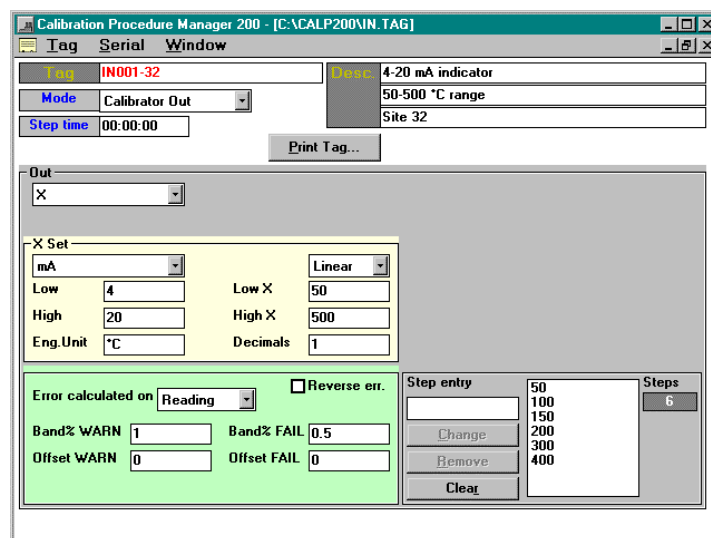 Calibration Procedure Manager 200 - [C:\CALP200\IN.TAG]
Tag Serial Window
Tag IN001-32 Desc. 4-20 mA indicator
Mode Calibrator Out 50-500 °C range
Step time 00:00:00 Site 32
Print Tag...
Out
X
X Set
mA Linear
Low 4 Low X 50
High 20 High X 500
Eng.Unit °C Decimals 1
Error calculated on Reading Reverse err.
Band% WARN 1 Band% FAIL 0.5
Offset WARN 0 Offset FAIL 0
Step entry
Change
Remove
Clear
50
100
150
200
300
400
Steps
6